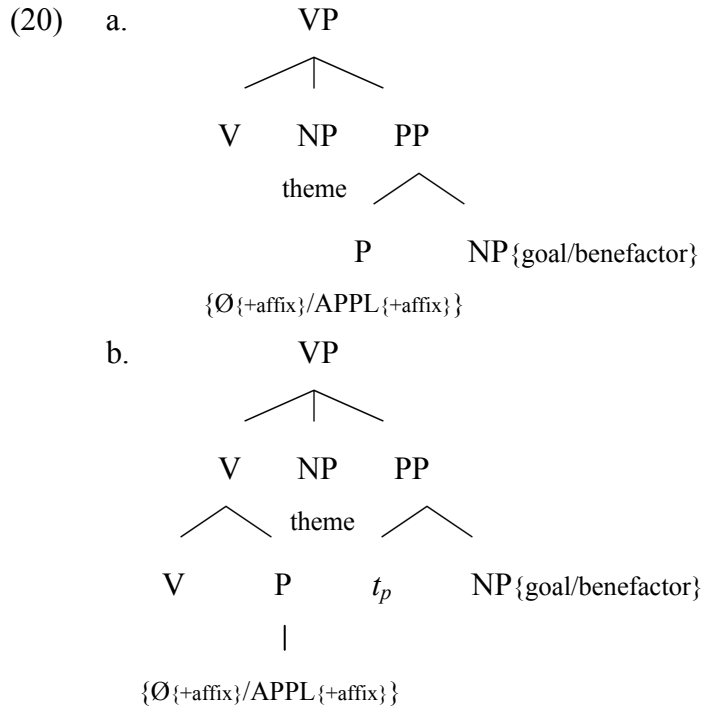 (20) a. VP
V NP PP
theme
P NP{goal/benefactor}
{Ø{+affix}/APPL{+affix}}
b. VP
V NP PP
theme
V P tp NP{goal/benefactor}
{Ø{+affix}/APPL{+affix}}